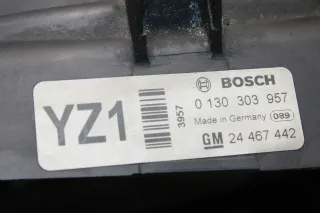 YZ1
3957
BOSCH
0 130 303 957
Made in Germany 089
GM 24 467 442